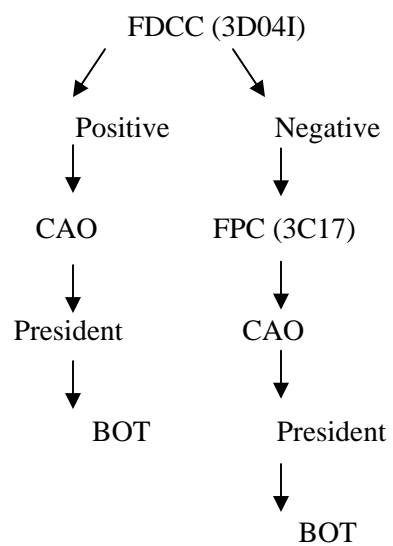 FDCC (3D04I)
Positive Negative
CAO FPC (3C17)
President CAO
BOT President
BOT